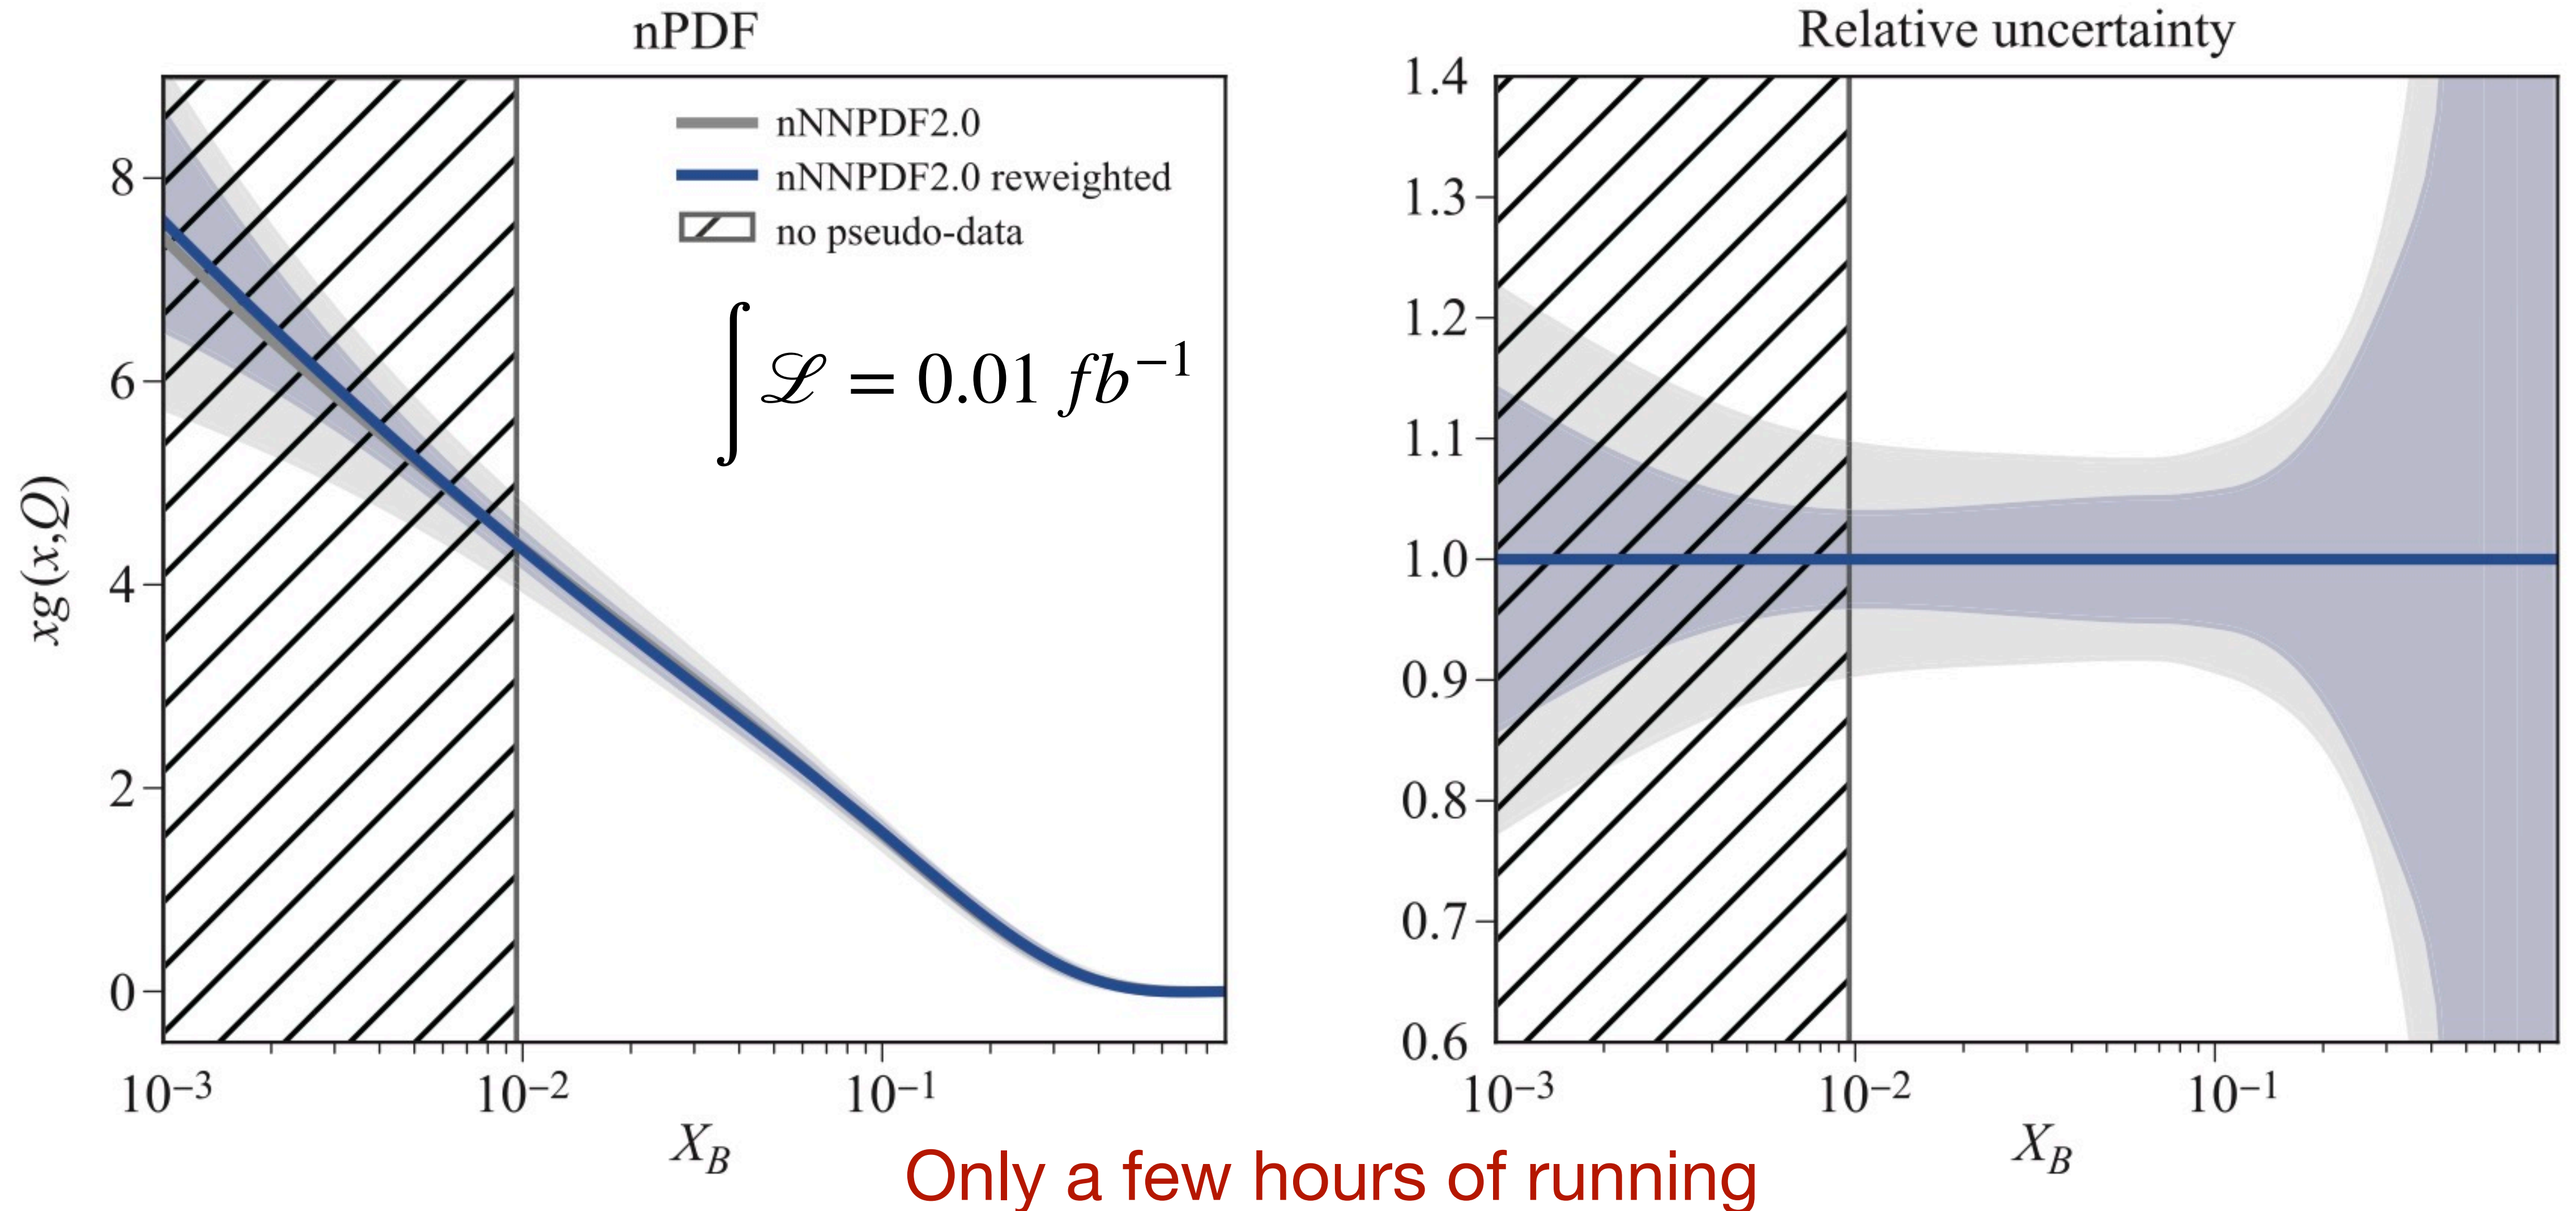 nPDF
nNNPDF2.0
nNNPDF2.0 reweighted
no pseudo-data
∫ℒ = 0.01 fb⁻¹
8
6
4
2
0
xg(x,Q)
10⁻³ 10⁻² 10⁻¹
X_B
Relative uncertainty
1.4
1.3
1.2
1.1
1.0
0.9
0.8
0.7
0.6
10⁻³ 10⁻² 10⁻¹
X_B
Only a few hours of running